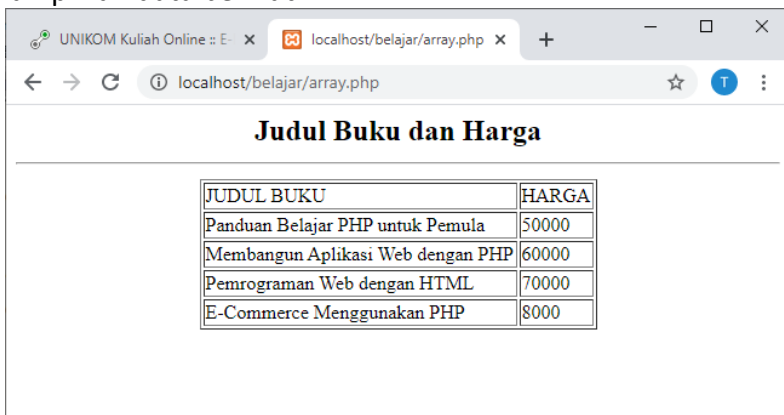 UNIKOM Kuliah Online :: E-
localhost/belajar/array.php
localhost/belajar/array.php
T
Judul Buku dan Harga
JUDUL BUKU HARGA
Panduan Belajar PHP untuk Pemula 50000
Membangun Aplikasi Web dengan PHP 60000
Pemrograman Web dengan HTML 70000
E-Commerce Menggunakan PHP 8000